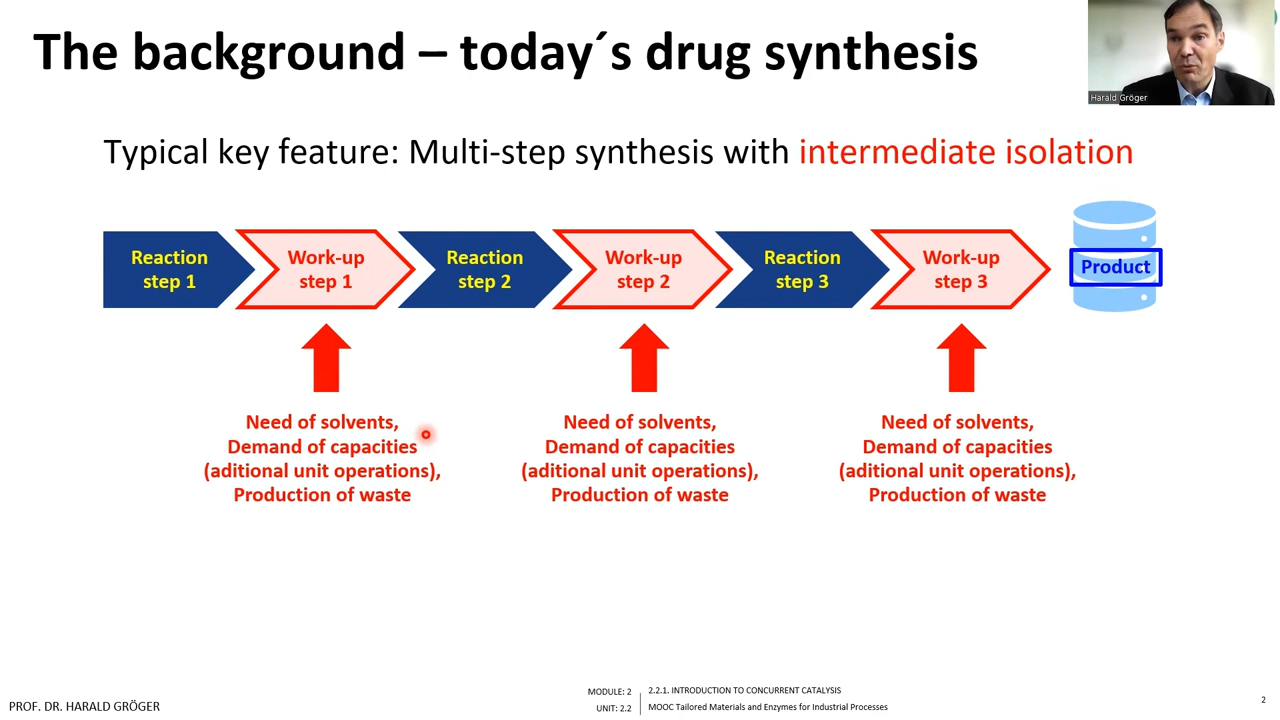 The background – today´s drug synthesis
Harald Gröger
Typical key feature: Multi-step synthesis with intermediate isolation
Reaction
step 1
Work-up
step 1
Reaction
step 2
Work-up
step 2
Reaction
step 3
Work-up
step 3
Product
Need of solvents,
Demand of capacities
(aditional unit operations),
Production of waste
Need of solvents,
Demand of capacities
(aditional unit operations),
Production of waste
Need of solvents,
Demand of capacities
(aditional unit operations),
Production of waste
PROF. DR. HARALD GRÖGER
MODULE: 2
UNIT: 2.2
2.2.1. INTRODUCTION TO CONCURRENT CATALYSIS
MOOC Tailored Materials and Enzymes for Industrial Processes
2